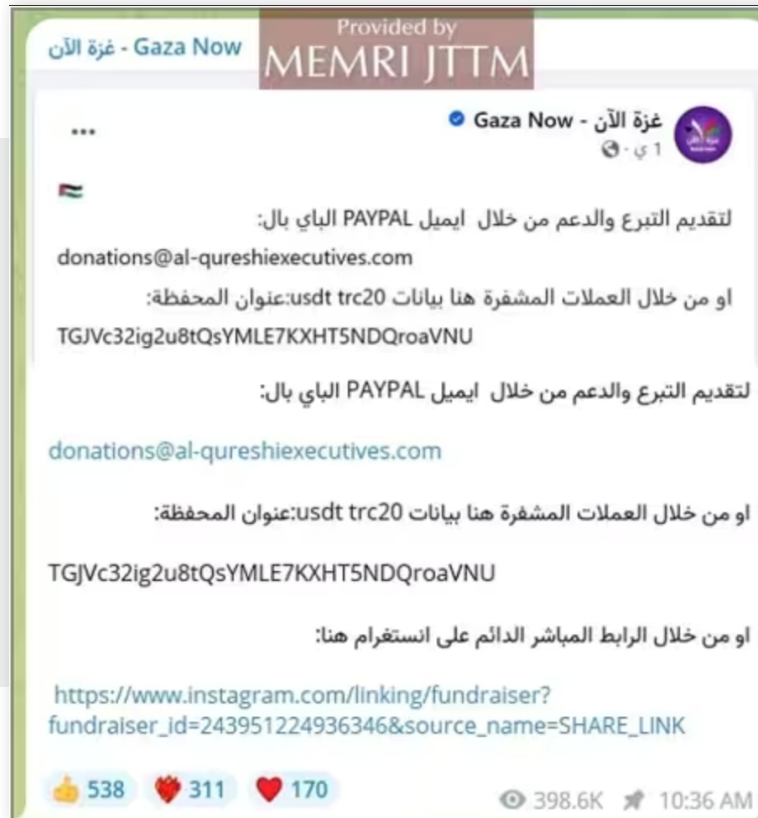 Provided by
MEMRI JTTM
غزة الآن - Gaza Now
غزة الآن - Gaza Now
1 ي ·
لتقديم التبرع والدعم من خلال ايميل PAYPAL الباي بال:
donations@al-qureshiexecutives.com
او من خلال العملات المشفرة هنا بيانات usdt trc20:عنوان المحفظة:
TGJVc32ig2u8tQsYMLE7KXHT5NDQroaVNU
لتقديم التبرع والدعم من خلال ايميل PAYPAL الباي بال:
donations@al-qureshiexecutives.com
او من خلال العملات المشفرة هنا بيانات usdt trc20:عنوان المحفظة:
TGJVc32ig2u8tQsYMLE7KXHT5NDQroaVNU
او من خلال الرابط المباشر الدائم على انستغرام هنا:
https://www.instagram.com/linking/fundraiser?
fundraiser_id=243951224936346&source_name=SHARE_LINK
538 311 170
398.6K 10:36 AM